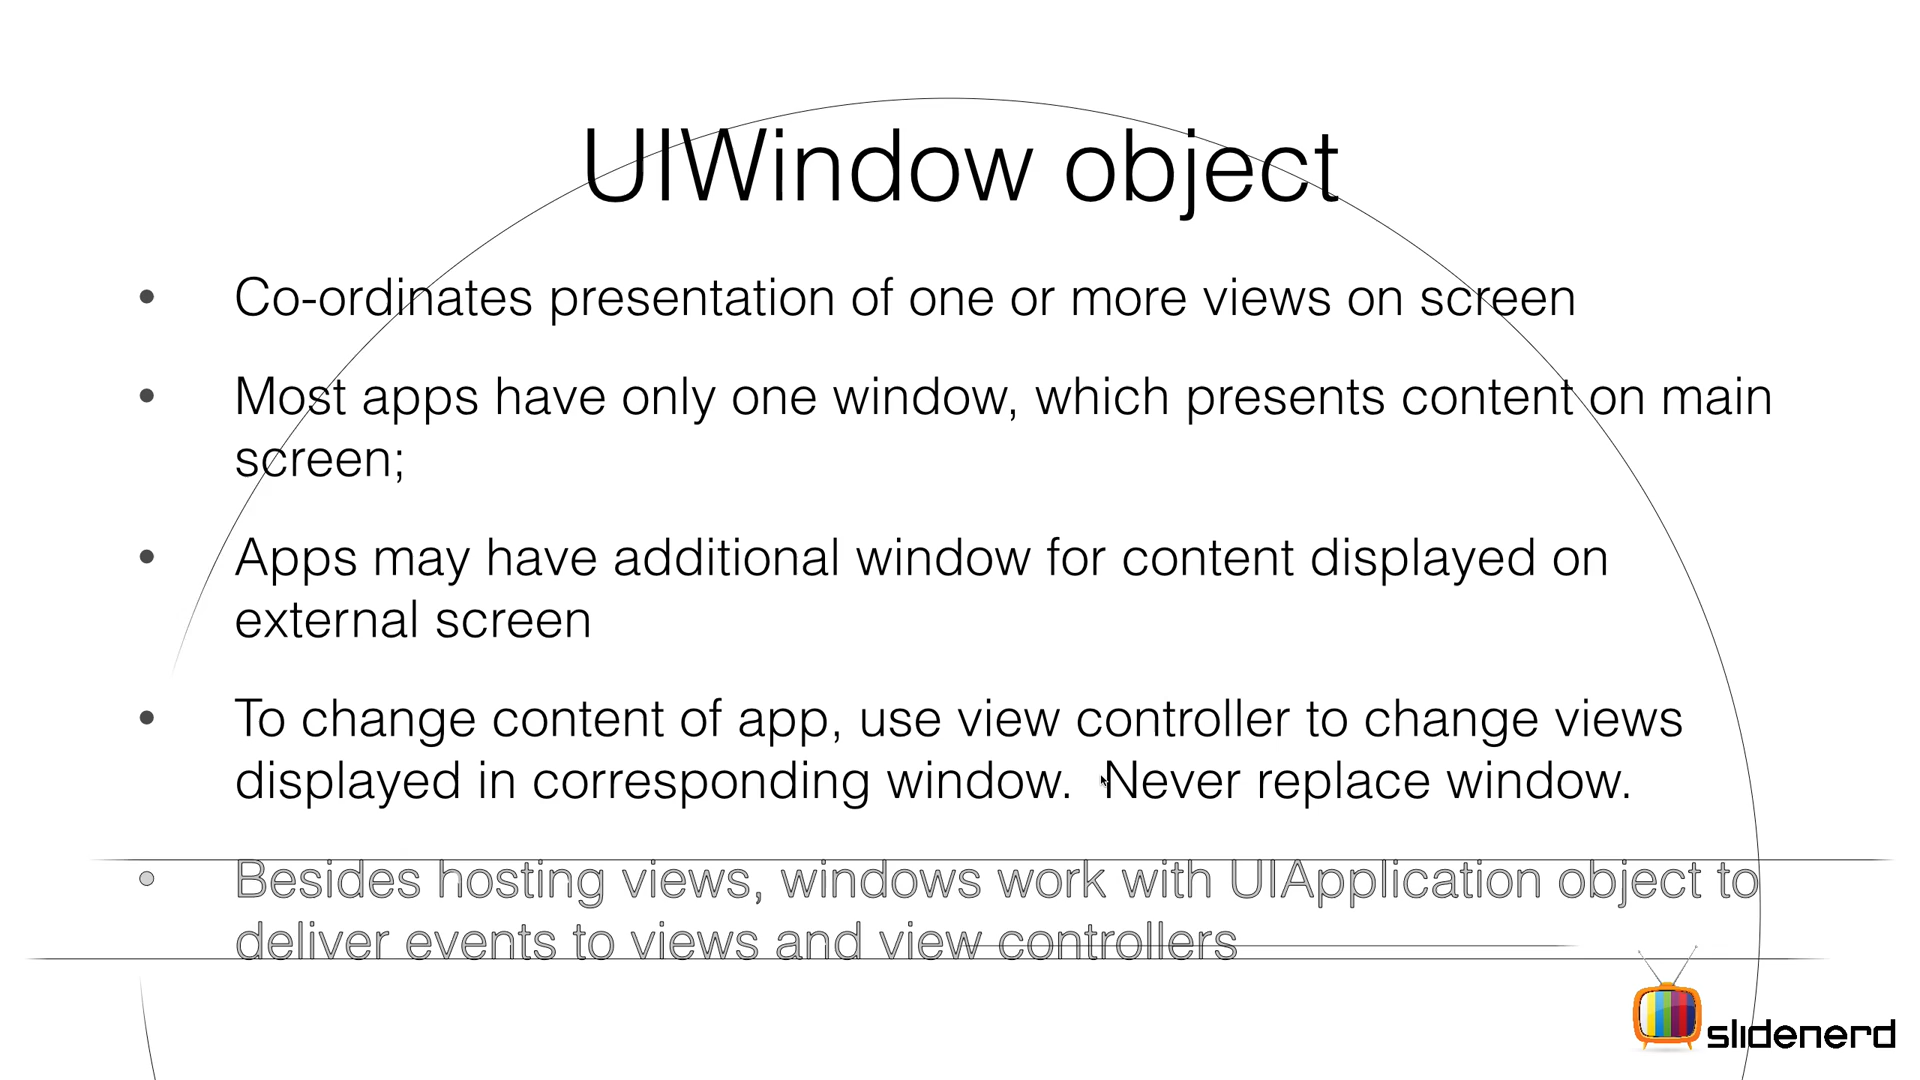 UIWindow object
• Co-ordinates presentation of one or more views on screen
• Most apps have only one window, which presents content on main
screen;
• Apps may have additional window for content displayed on
external screen
• To change content of app, use view controller to change views
displayed in corresponding window. Never replace window.
• Besides hosting views, windows work with UIApplication object to
deliver events to views and view controllers
slidenerd